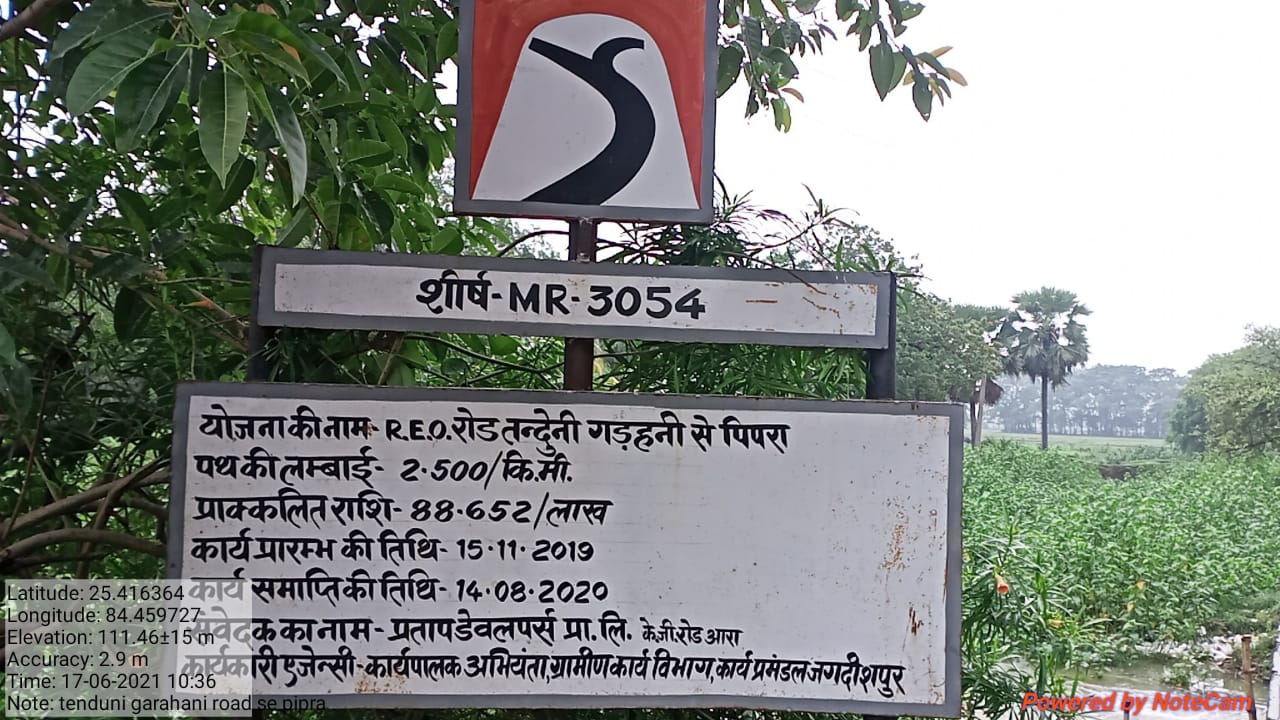 शीर्ष-MR-3054
योजना की नाम- R.E.O. रोड तन्देुनी गड़हनी से पिपरा
पथ की लम्बाई- 2.500/कि.मी.
प्राक्कलित राशि- 88.652/लाख
कार्य प्रारम्भ की तिथि- 15.11.2019
कार्य समाप्ति की तिथि- 14.08.2020
संवेदक का नाम- प्रताप डेवलपर्स प्रा. लि. के.जी.रोड आरा
कार्यकारी एजेन्सी-कार्यपालक अभियंता, ग्रामीण कार्य विभाग, कार्य प्रमंडल जगदीशपुर
Latitude: 25.416364
Longitude: 84.459727
Elevation: 111.46±15 m
Accuracy: 2.9 m
Time: 17-06-2021 10:36
Note: tenduni garahani road se pipra
Powered by NoteCam